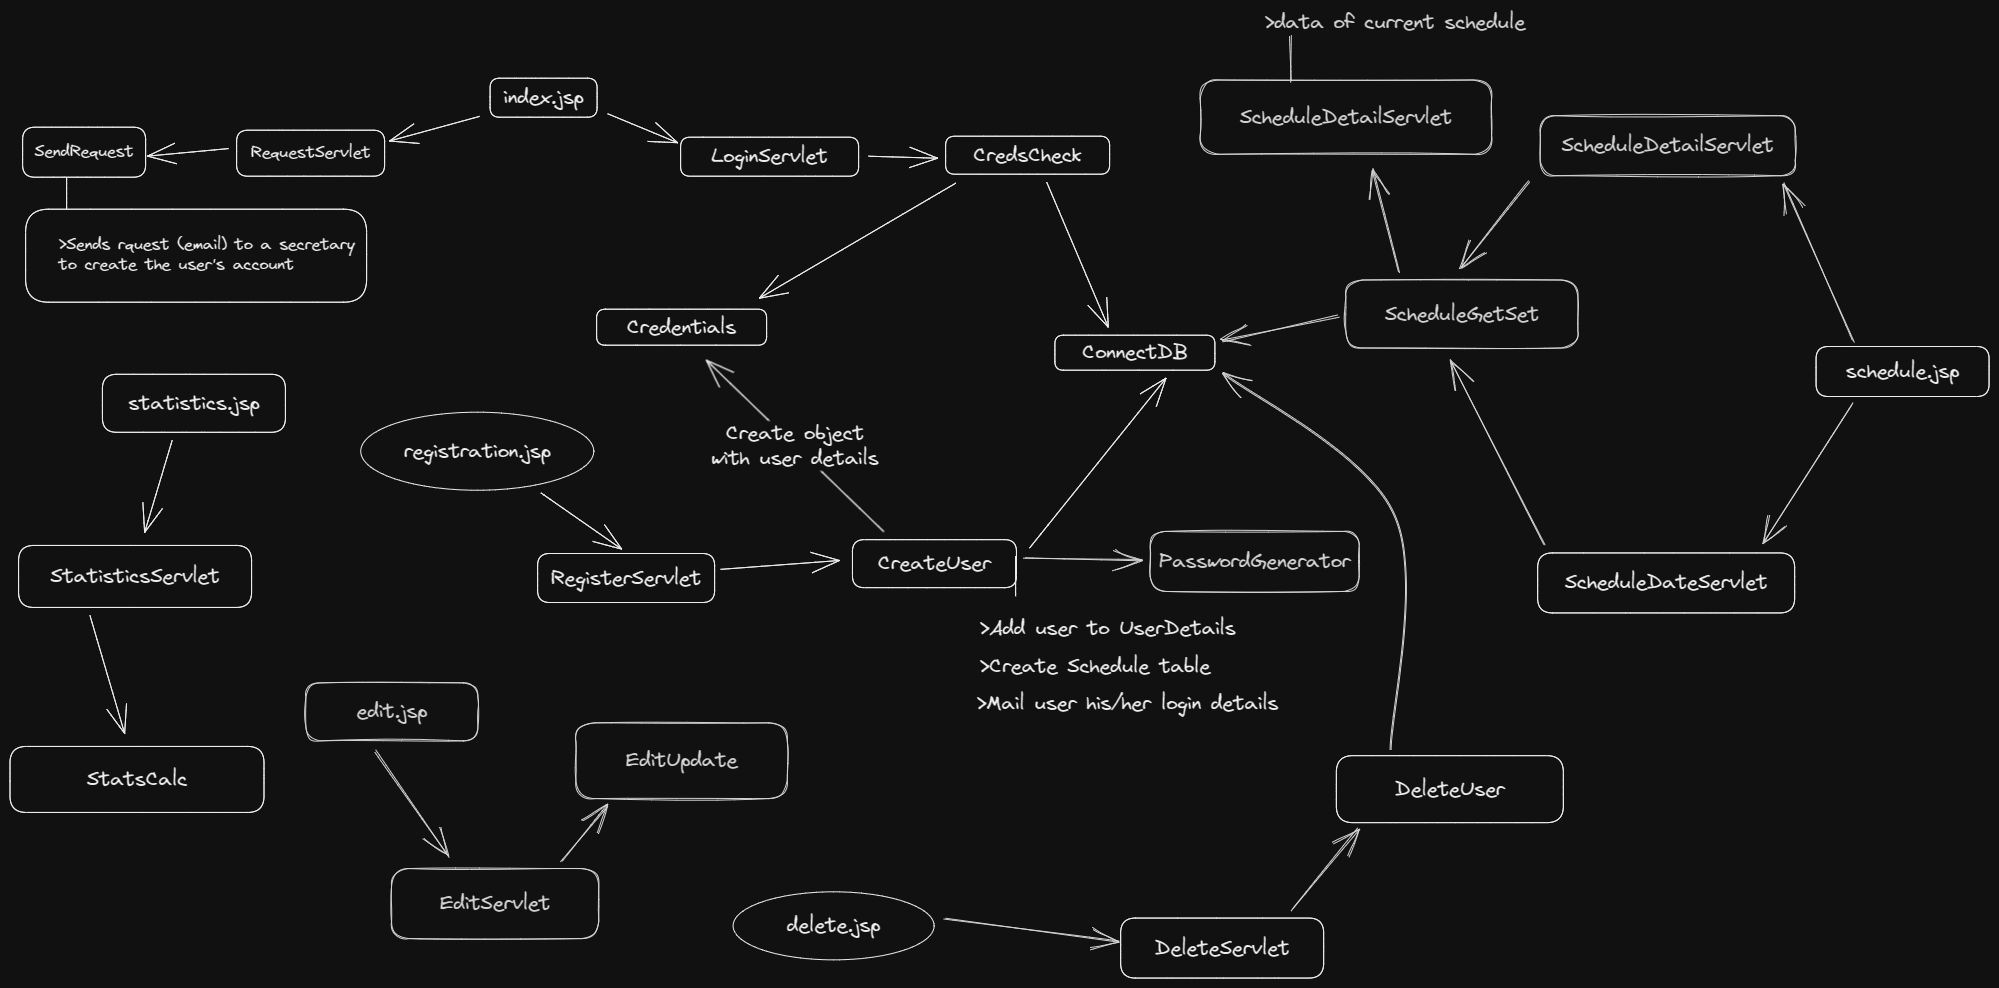 >data of current schedule
index.jsp
ScheduleDetailServlet
ScheduleDetailServlet
SendRequest
RequestServlet
LoginServlet
CredsCheck
>Sends rquest (email) to a secretary
to create the user's account
Credentials
ConnectDB
ScheduleGetSet
schedule.jsp
statistics.jsp
registration.jsp
Create object
with user details
StatisticsServlet
RegisterServlet
CreateUser
PasswordGenerator
ScheduleDateServlet
>Add user to UserDetails
>Create Schedule table
>Mail user his/her login details
edit.jsp
EditUpdate
StatsCalc
DeleteUser
EditServlet
delete.jsp
DeleteServlet